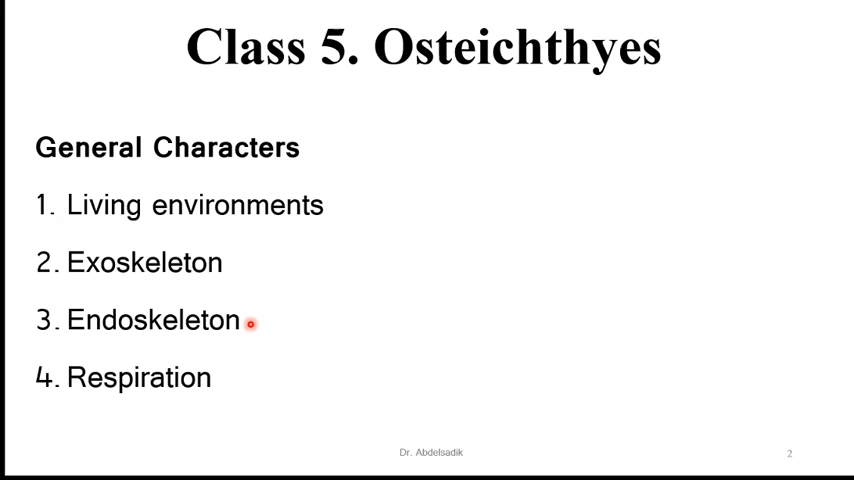 Class 5. Osteichthyes
General Characters
1. Living environments
2. Exoskeleton
3. Endoskeleton
4. Respiration
Dr. Abdelsadik
2